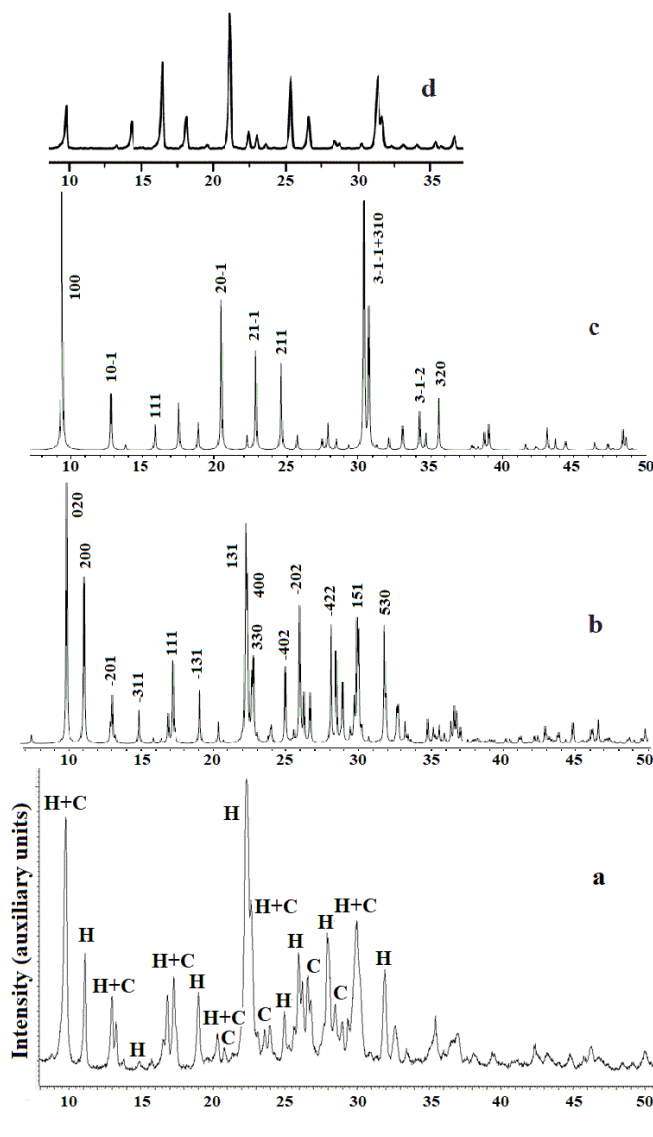 d
10 15 20 25 30 35
100
10-1
111
20-1
21-1
211
3-1-1+310
3-1-2
320
c
10 15 20 25 30 35 40 45 50
020
200
-201
-311
111
-131
131
400
330
-402
-202
-422
151
530
b
10 15 20 25 30 35 40 45 50
Intensity (auxiliary units)
H+C
H
H+C
H
H+C
H
H+C
C
H
H+C
C
H
H
C
H
C
H+C
H
a
10 15 20 25 30 35 40 45 50